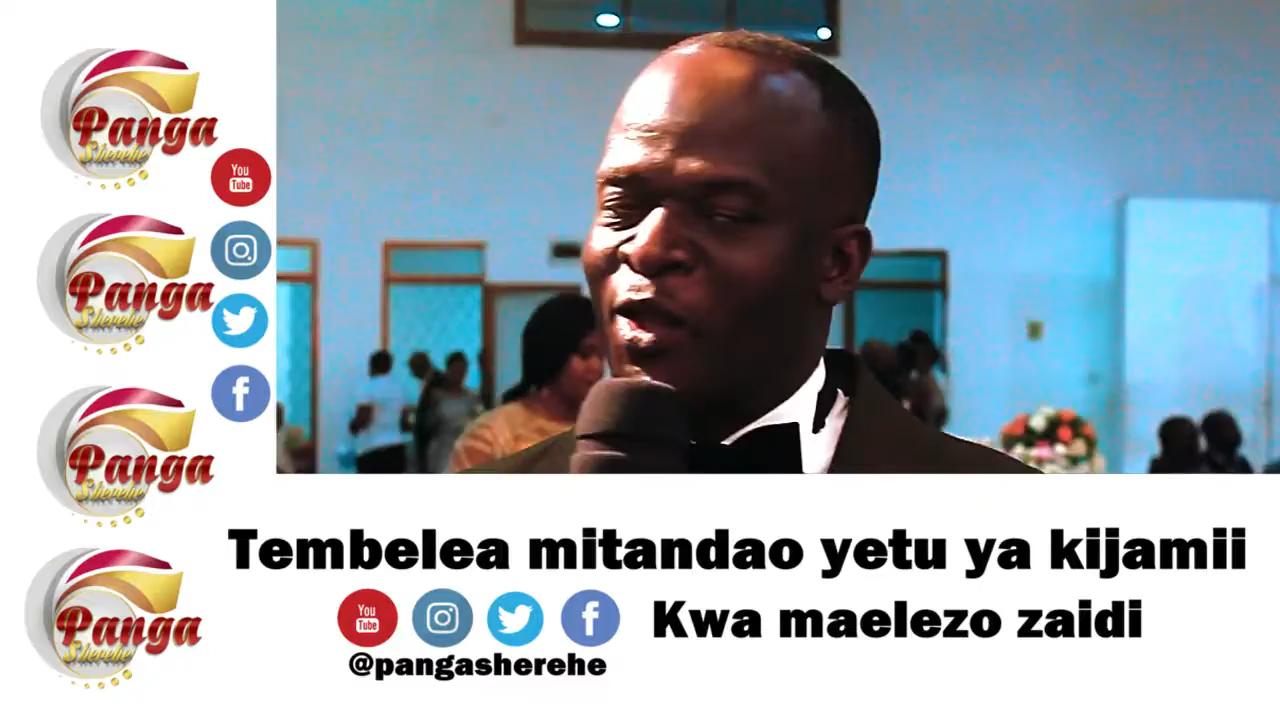 Panga
Sherehe
You
Tube
Panga
Sherehe
Panga
Sherehe
Panga
Sherehe
Tembelea mitandao yetu ya kijamii
You
Tube
Kwa maelezo zaidi
@pangasherehe